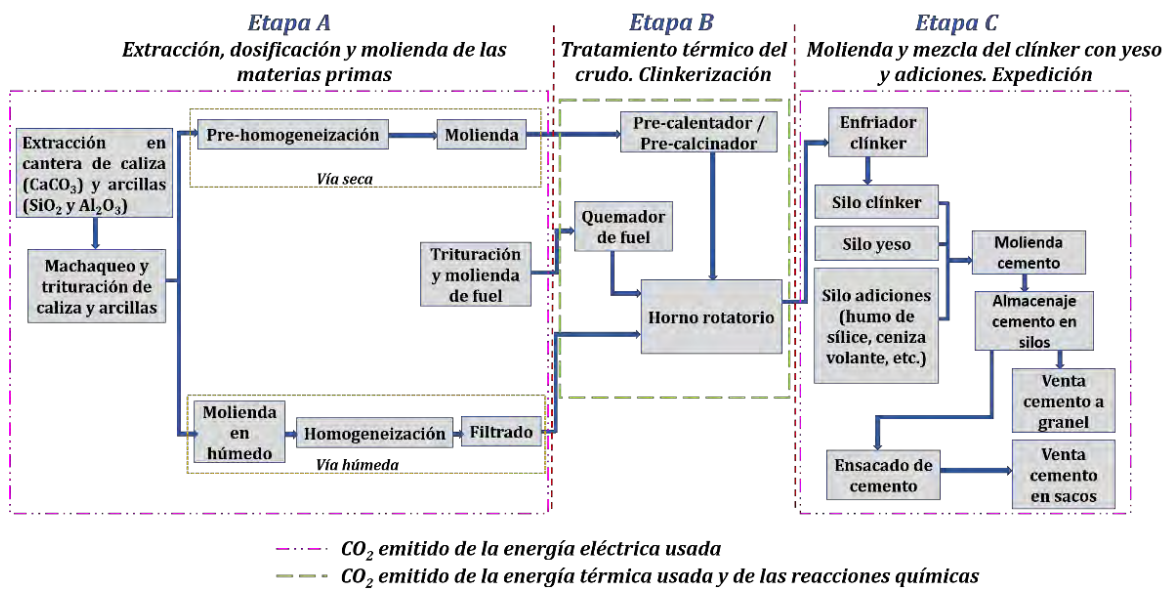 Etapa A
Extracción, dosificación y molienda de las
materias primas
Etapa B
Tratamiento térmico del
crudo. Clinkerización
Etapa C
Molienda y mezcla del clínker con yeso
y adiciones. Expedición
Extracción en
cantera de caliza
(CaCO₃) y arcillas
(SiO₂ y Al₂O₃)
Machaqueo y
trituración de
caliza y arcillas
Pre-homogeneización
Molienda
Vía seca
Trituración
y molienda
de fuel
Molienda
en
húmedo
Homogeneización
Filtrado
Vía húmeda
Pre-calentador /
Pre-calcinador
Quemador
de fuel
Horno rotatorio
Enfriador
clínker
Silo clínker
Silo yeso
Silo adiciones
(humo de
sílice, ceniza
volante, etc.)
Molienda
cemento
Almacenaje
cemento en
silos
Venta
cemento a
granel
Ensacado de
cemento
Venta
cemento
en sacos
CO₂ emitido de la energía eléctrica usada
CO₂ emitido de la energía térmica usada y de las reacciones químicas